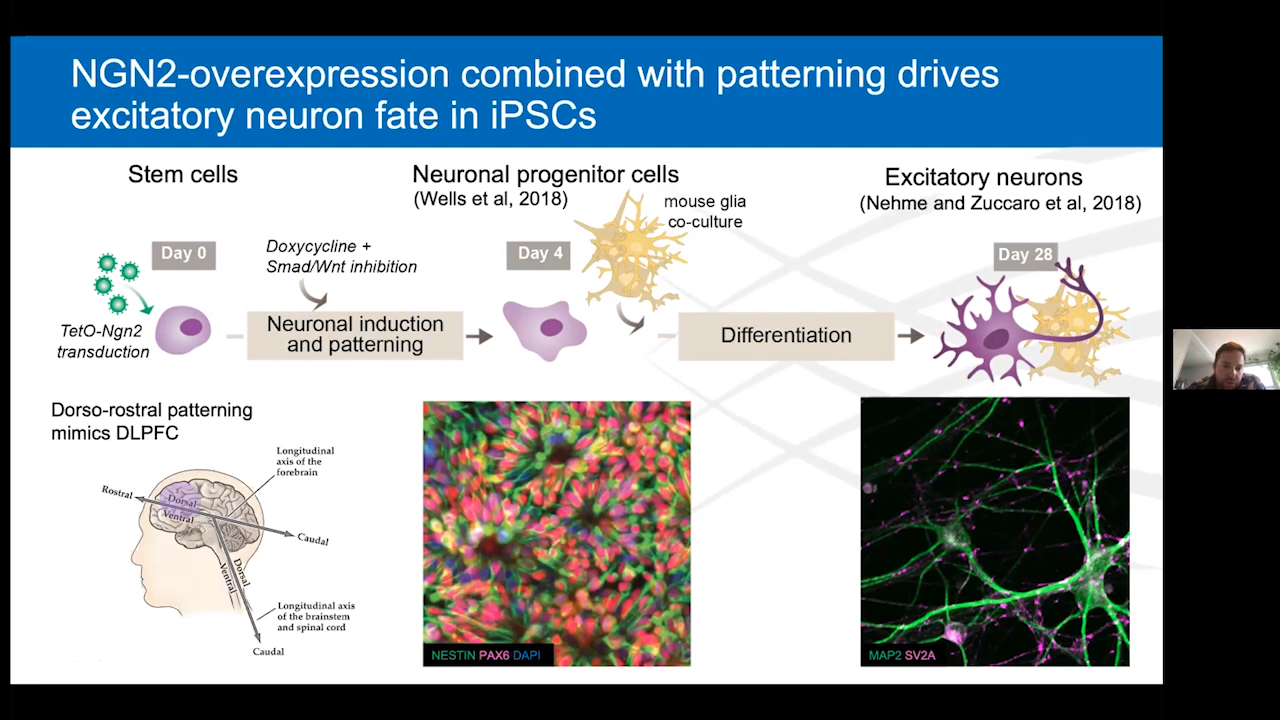 NGN2-overexpression combined with patterning drives
excitatory neuron fate in iPSCs
Stem cells
Neuronal progenitor cells
(Wells et al, 2018)
Excitatory neurons
(Nehme and Zuccaro et al, 2018)
mouse glia
co-culture
Day 0
Doxycycline +
Smad/Wnt inhibition
Day 4
Day 28
TetO-Ngn2
transduction
Neuronal induction
and patterning
Differentiation
Dorso-rostral patterning
mimics DLPFC
Longitudinal
axis of the
forebrain
Rostral
Dorsal
Ventral
Caudal
Dorsal
Ventral
Longitudinal axis
of the brainstem
and spinal cord
Caudal
NESTIN PAX6 DAPI
MAP2 SV2A